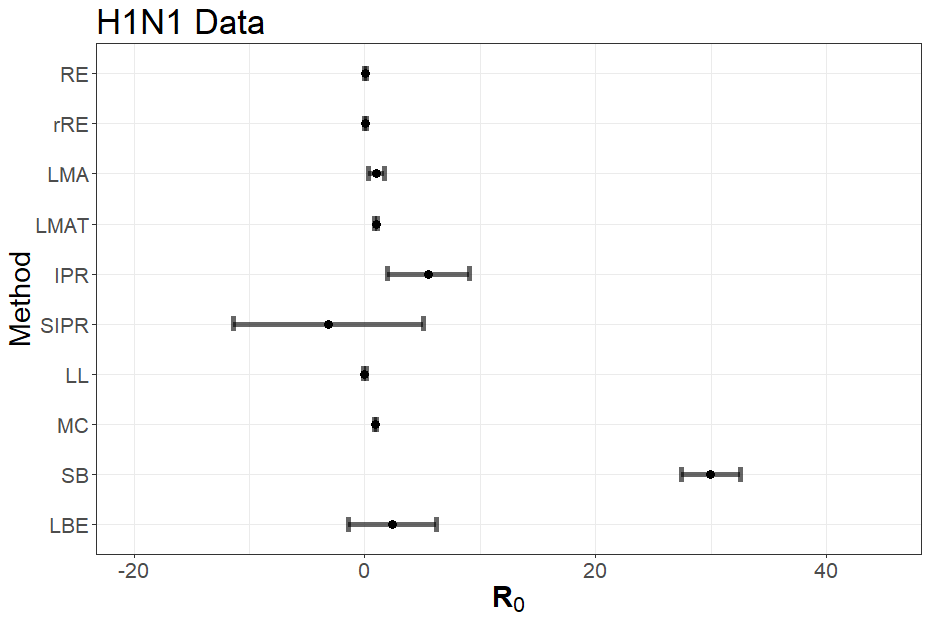 H1N1 Data
RE
rRE
LMA
LMAT
IPR
SIPR
LL
MC
SB
LBE
Method
-20 0 20 40
R₀